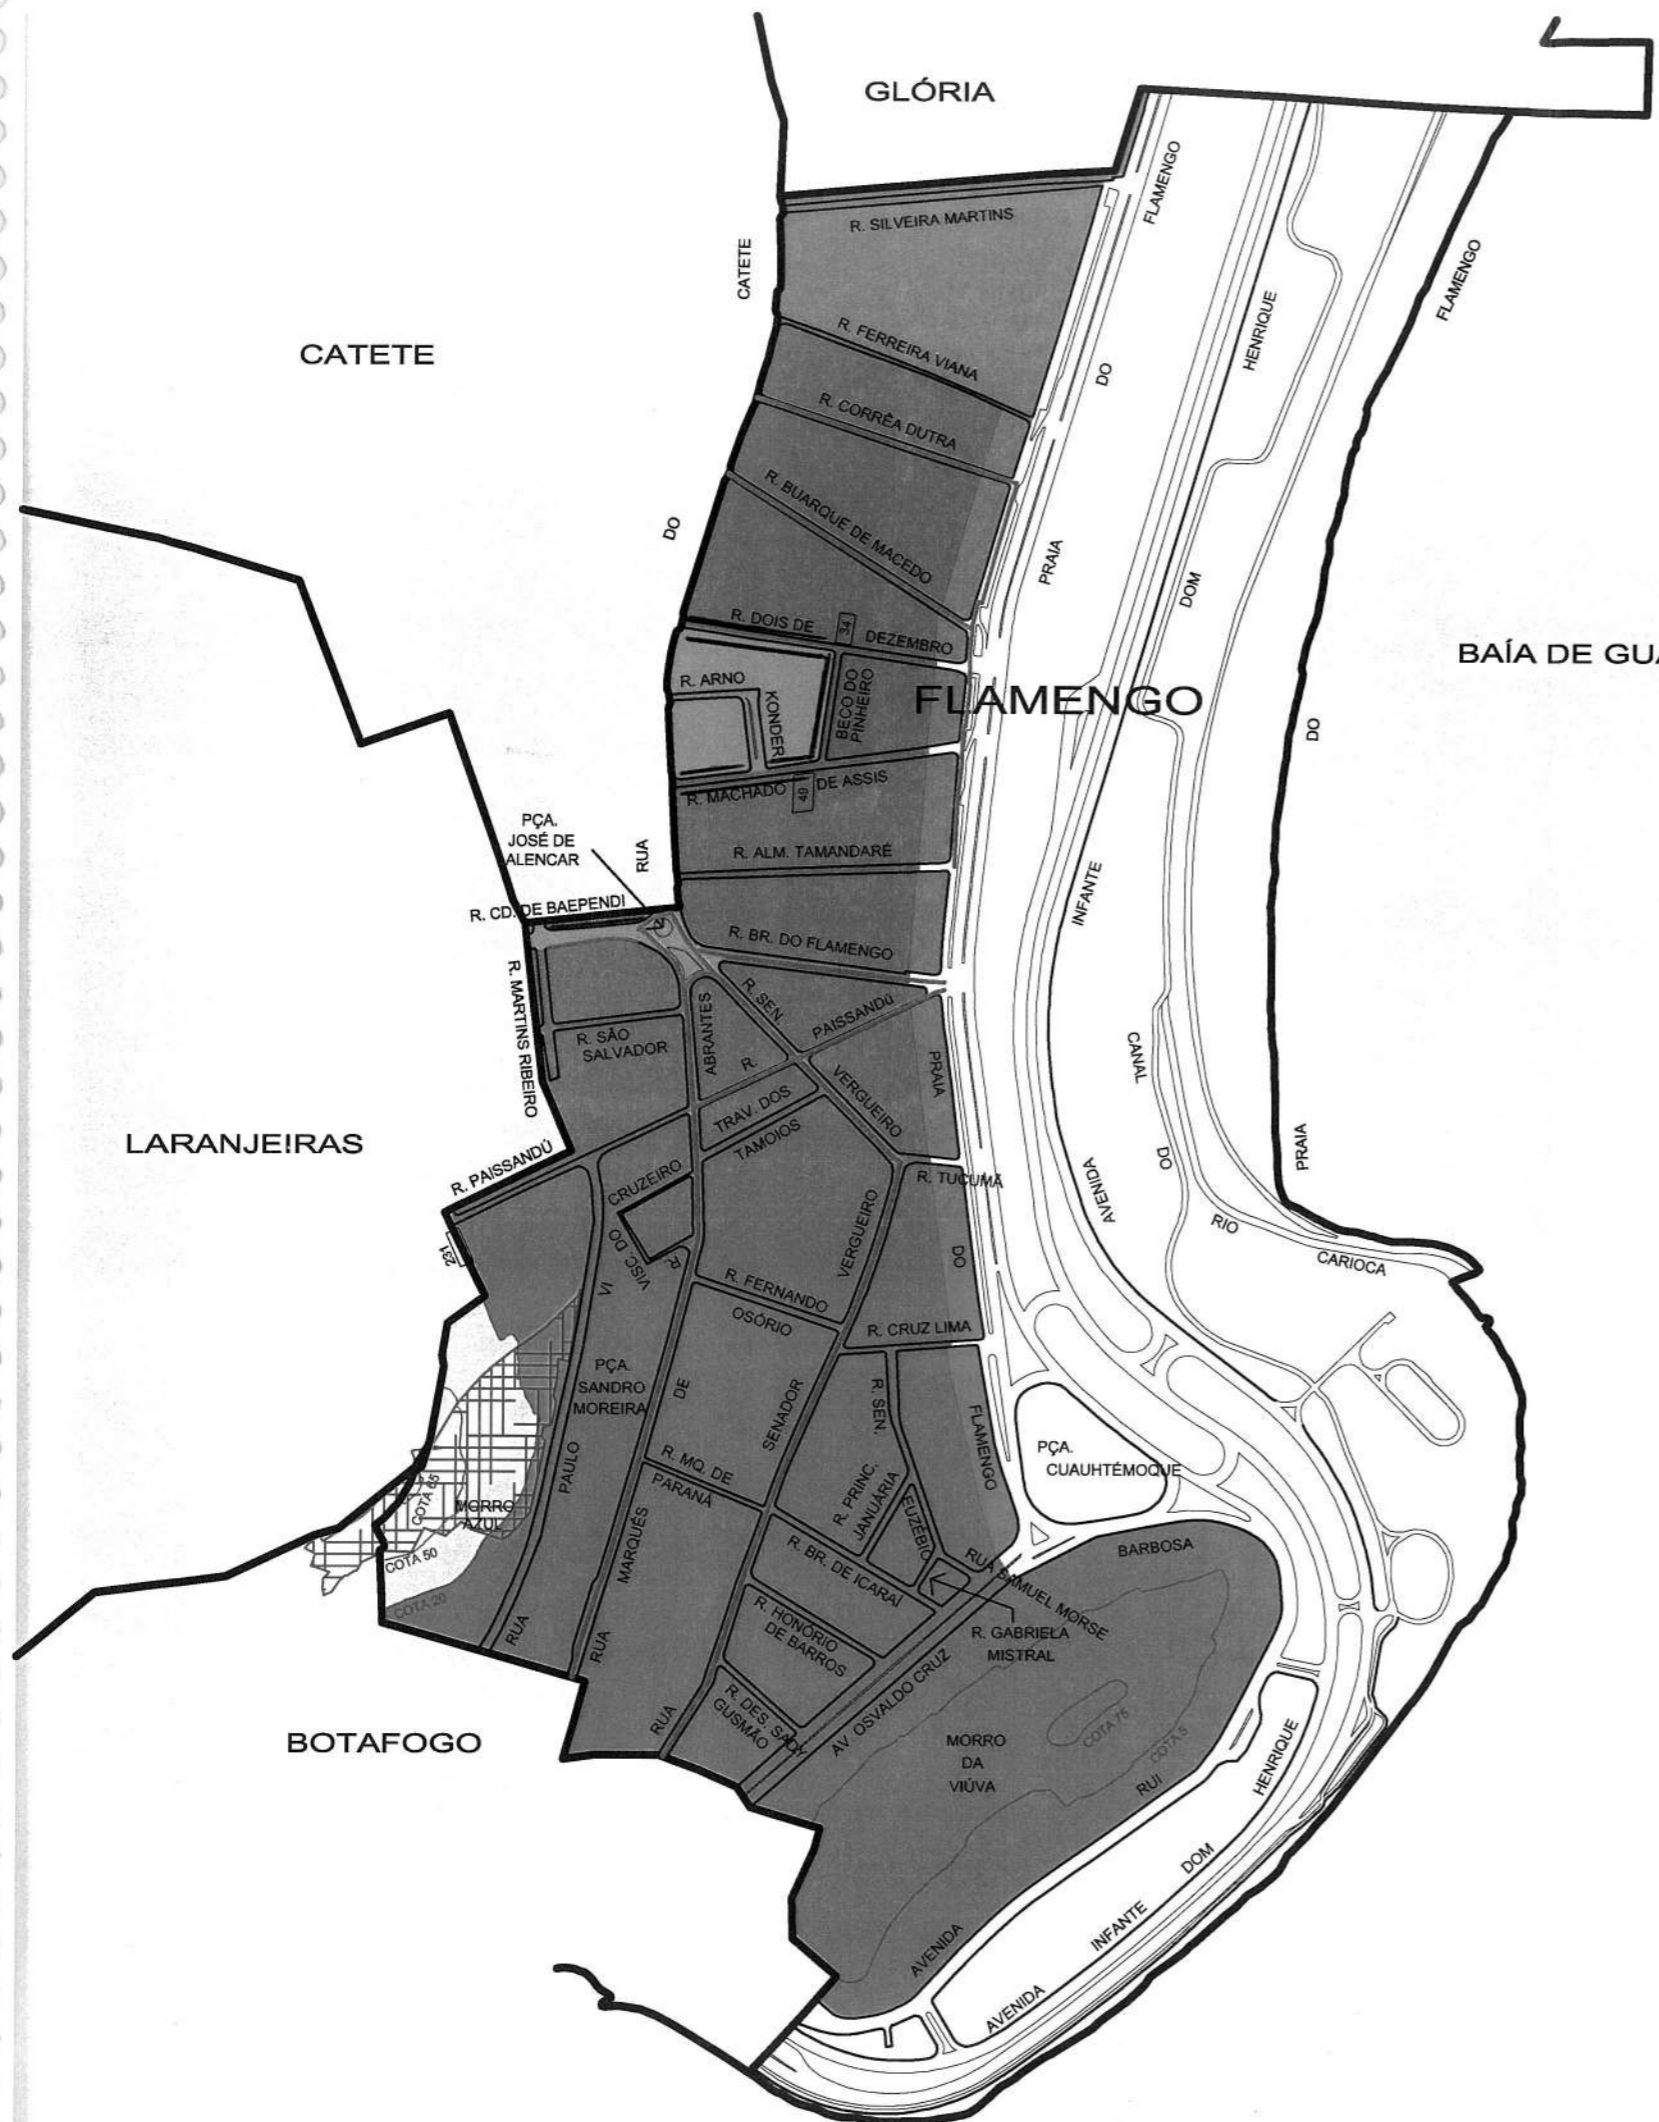 GLÓRIA
FLAMENGO
R. SILVEIRA MARTINS
CATETE
FLAMENGO
HENRIQUE
R. FERREIRA VIANA
CATETE
DO
R. CORRÊA DUTRA
R. BUARQUE DE MACEDO
DO
PRAIA
DOM
R. DOIS DE
34
DEZEMBRO
BAÍA DE GUA
R. ARNO
KONDER
BECO DO
PINHEIRO
FLAMENGO
DO
R. MACHADO
49
DE ASSIS
PÇA.
JOSÉ DE
ALENCAR
RUA
R. ALM. TAMANDARÉ
INFANTE
R. CD. DE BAEPENDI
R. BR. DO FLAMENGO
R. MARTINS RIBEIRO
R. SEN.
ABRANTES
PAISSANDÚ
R. SÃO
SALVADOR
R.
CANAL
PRAIA
VERGUEIRO
TRAV. DOS
TAMOIOS
LARANJEIRAS
R. PAISSANDÚ
DO
PRAIA
CRUZEIRO
R. TUCUMÃ
AVENIDA
VISC. DO
R.
VERGUEIRO
RIO
231
DO
CARIOCA
VI
R. FERNANDO
OSÓRIO
R. CRUZ LIMA
PÇA.
SANDRO
MOREIRA
DE
SENADOR
R. SEN.
FLAMENGO
PÇA.
CUAUHTÉMOQUE
PAULO
R. MQ. DE
PARANÁ
R. PRINC.
JANUÁRIA
EUZÉBIO
COTA 65
MORRO
AZUL
COTA 50
MARQUÊS
R. BR. DE ICARAÍ
RUA SAMUEL MORSE
BARBOSA
COTA 20
RUA
RUA
R. HONÓRIO
DE BARROS
R. GABRIELA
MISTRAL
BOTAFOGO
RUA
R. DES. SADY
GUSMÃO
AV. OSVALDO CRUZ
MORRO
DA
VIÚVA
COTA 75
COTA 5
RUI
HENRIQUE
DOM
AVENIDA
INFANTE
AVENIDA